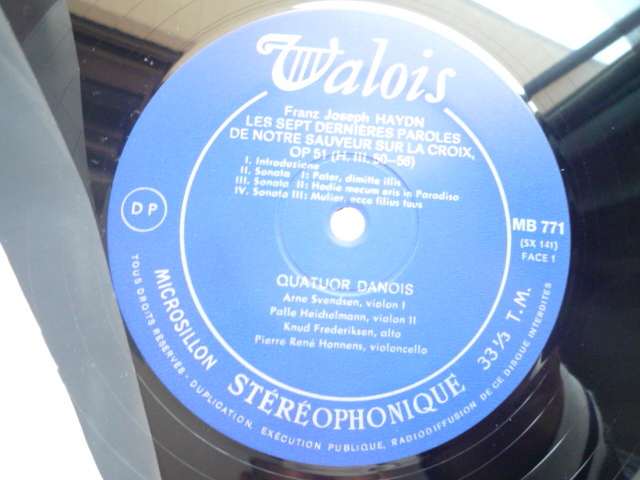 Valois
Franz Joseph HAYDN
LES SEPT DERNIÈRES PAROLES
DE NOTRE SAUVEUR SUR LA CROIX,
OP 51 (H. III. 50-56)
I. Introduzione
II. Sonata I: Pater, dimitte illis
III. Sonata II: Hodie mecum eris in Paradiso
IV. Sonata III: Mulier, ecce filius tuus
D P
MB 771
(SX 141)
FACE 1
QUATUOR DANOIS
Arne Svendsen, violon I
Palle Heichelmann, violon II
Knud Frederiksen, alto
Pierre René Honnens, violoncello
MICROSILLON STÉRÉOPHONIQUE 33 1/3 T.M.
TOUS DROITS RÉSERVÉS - DUPLICATION, EXÉCUTION PUBLIQUE, RADIODIFFUSION DE CE DISQUE INTERDITES